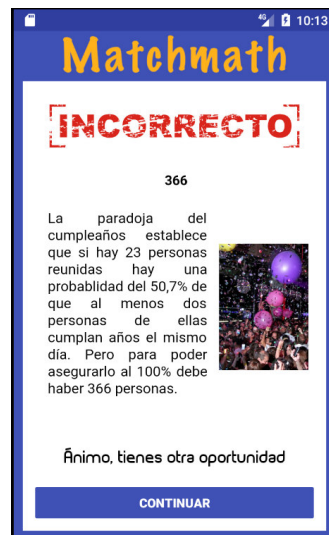 4G 10:13
Matchmath
INCORRECTO
366
La paradoja del
cumpleaños establece
que si hay 23 personas
reunidas hay una
probablidad del 50,7% de
que al menos dos
personas de ellas
cumplan años el mismo
día. Pero para poder
asegurarlo al 100% debe
haber 366 personas.
Ánimo, tienes otra oportunidad
CONTINUAR